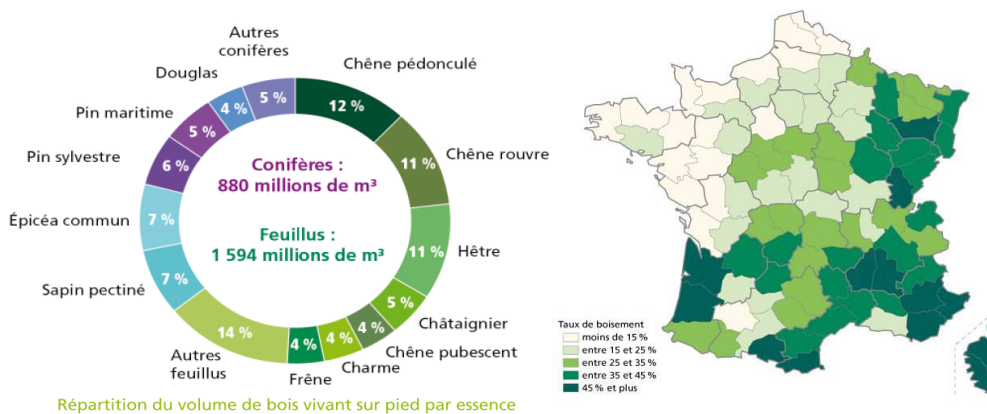 Autres
conifères
Douglas
Pin maritime
Pin sylvestre
Épicéa commun
Sapin pectiné
Autres
feuillus
Frêne
Charme
Chêne pubescent
Châtaignier
Hêtre
Chêne rouvre
Chêne pédonculé
5 %
4 %
5 %
6 %
7 %
7 %
14 %
4 %
4 %
4 %
5 %
11 %
11 %
12 %
Conifères :
880 millions de m³
Feuillus :
1 594 millions de m³
Répartition du volume de bois vivant sur pied par essence
Taux de boisement
moins de 15 %
entre 15 et 25 %
entre 25 et 35 %
entre 35 et 45 %
45 % et plus